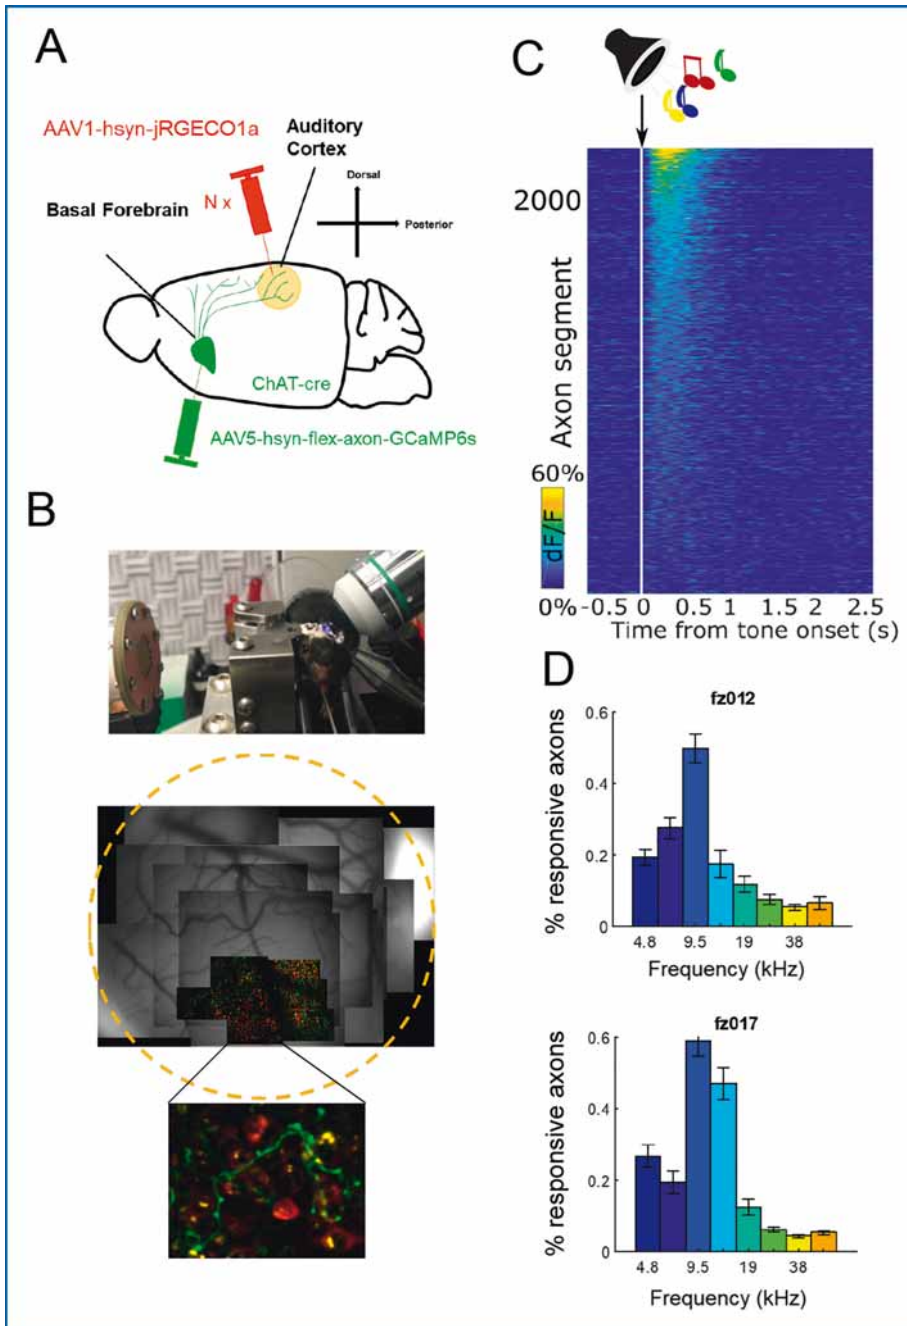 A
AAV1-hsyn-jRGECO1a
Auditory
Cortex
N x
Dorsal
Posterior
Basal Forebrain
ChAT-cre
AAV5-hsyn-flex-axon-GCaMP6s
B
C
2000
Axon segment
60%
dF/F
0%
-0.5 0 0.5 1 1.5 2 2.5
Time from tone onset (s)
D
fz012
% responsive axons
0.6
0.4
0.2
0
4.8 9.5 19 38
Frequency (kHz)
fz017
% responsive axons
0.6
0.4
0.2
0
4.8 9.5 19 38
Frequency (kHz)